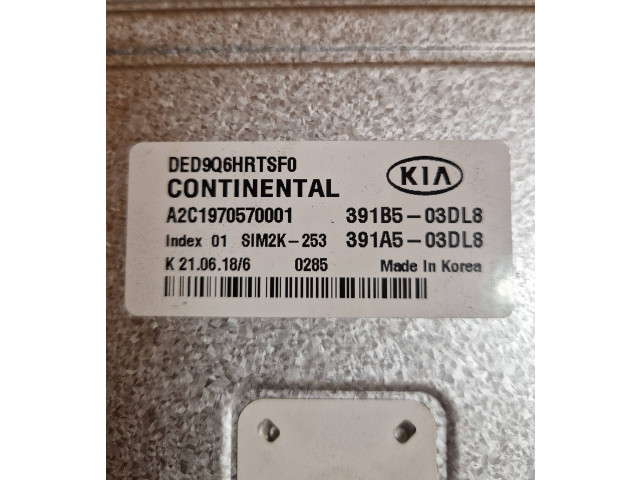 DED9Q6HRTSF0
CONTINENTAL KIA
A2C1970570001 391B5-03DL8
Index 01 SIM2K-253 391A5-03DL8
K 21.06.18/6 0285 Made In Korea